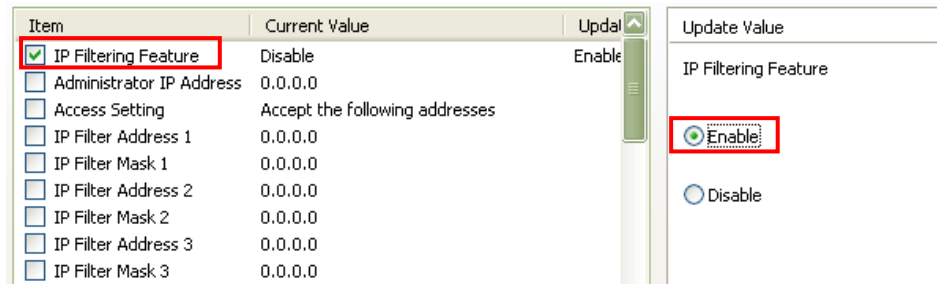 Item Current Value Updat
IP Filtering Feature Disable Enable
Administrator IP Address 0.0.0.0
Access Setting Accept the following addresses
IP Filter Address 1 0.0.0.0
IP Filter Mask 1 0.0.0.0
IP Filter Address 2 0.0.0.0
IP Filter Mask 2 0.0.0.0
IP Filter Address 3 0.0.0.0
IP Filter Mask 3 0.0.0.0
Update Value
IP Filtering Feature
Enable
Disable